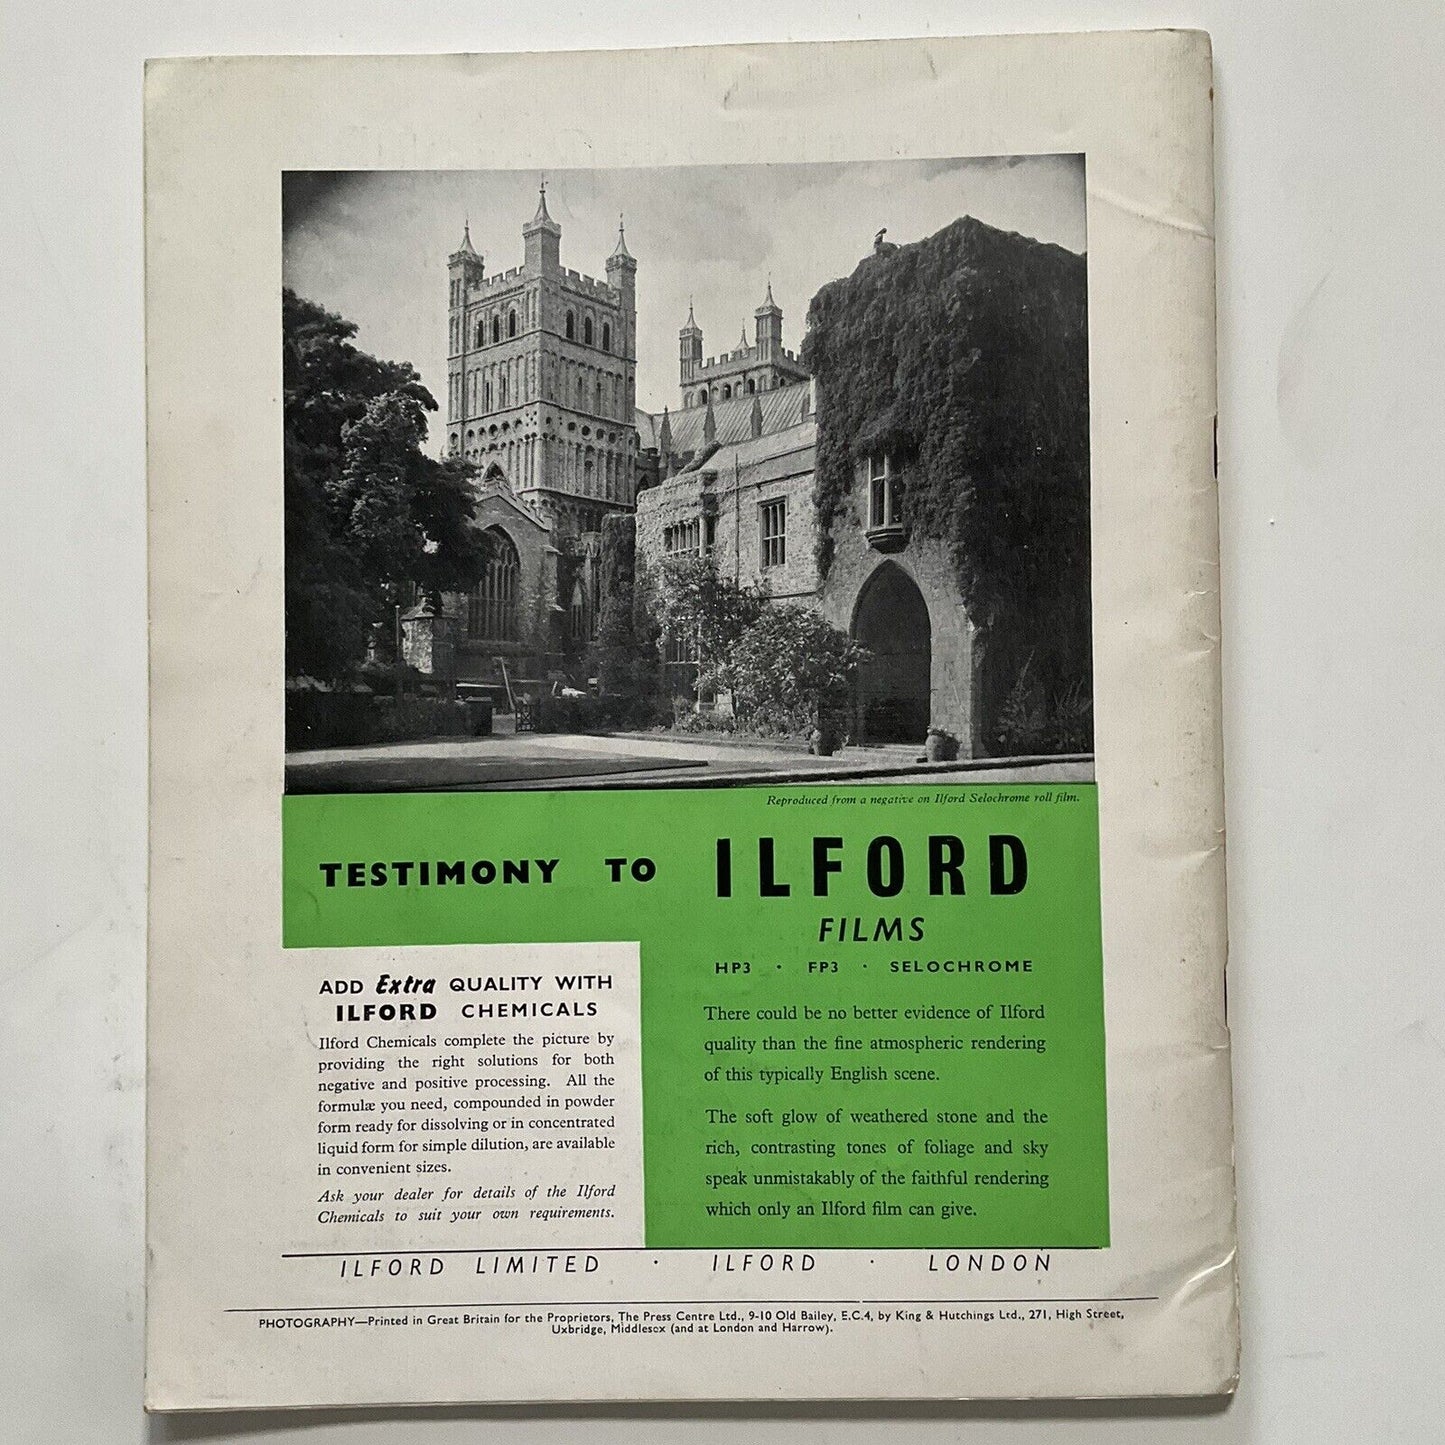 Reproduced from a negative on Ilford Selochrome roll film.
TESTIMONY TO ILFORD
FILMS
HP3 · FP3 · SELOCHROME
There could be no better evidence of Ilford
quality than the fine atmospheric rendering
of this typically English scene.
The soft glow of weathered stone and the
rich, contrasting tones of foliage and sky
speak unmistakably of the faithful rendering
which only an Ilford film can give.
ADD Extra QUALITY WITH
ILFORD CHEMICALS
Ilford Chemicals complete the picture by
providing the right solutions for both
negative and positive processing. All the
formulæ you need, compounded in powder
form ready for dissolving or in concentrated
liquid form for simple dilution, are available
in convenient sizes.
Ask your dealer for details of the Ilford
Chemicals to suit your own requirements.
ILFORD LIMITED · ILFORD · LONDON
PHOTOGRAPHY—Printed in Great Britain for the Proprietors, The Press Centre Ltd., 9-10 Old Bailey, E.C.4, by King & Hutchings Ltd., 271, High Street,
Uxbridge, Middlesex (and at London and Harrow).